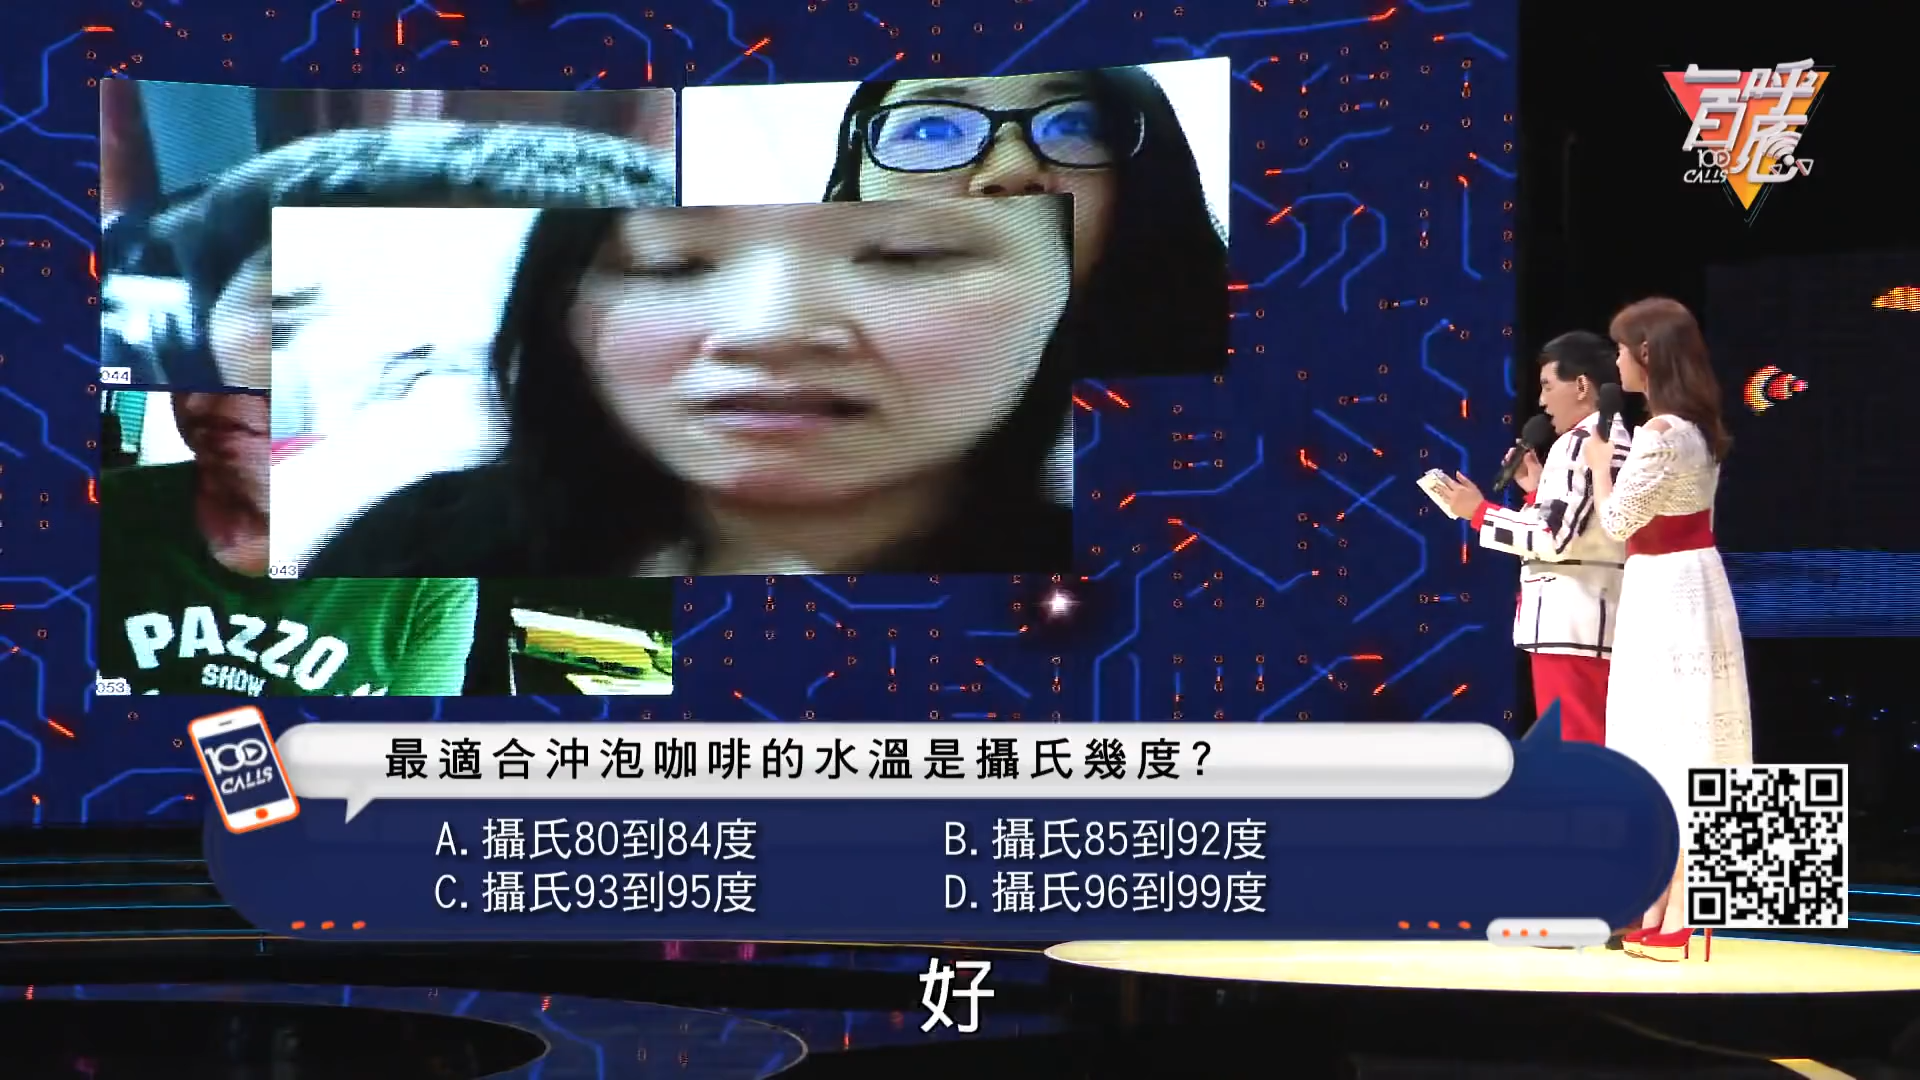 百呼
百應
100
CALLS
044
043
PAZZO
SHOW
053
100
CALLS
最適合沖泡咖啡的水溫是攝氏幾度?
A. 攝氏80到84度
B. 攝氏85到92度
C. 攝氏93到95度
D. 攝氏96到99度
好